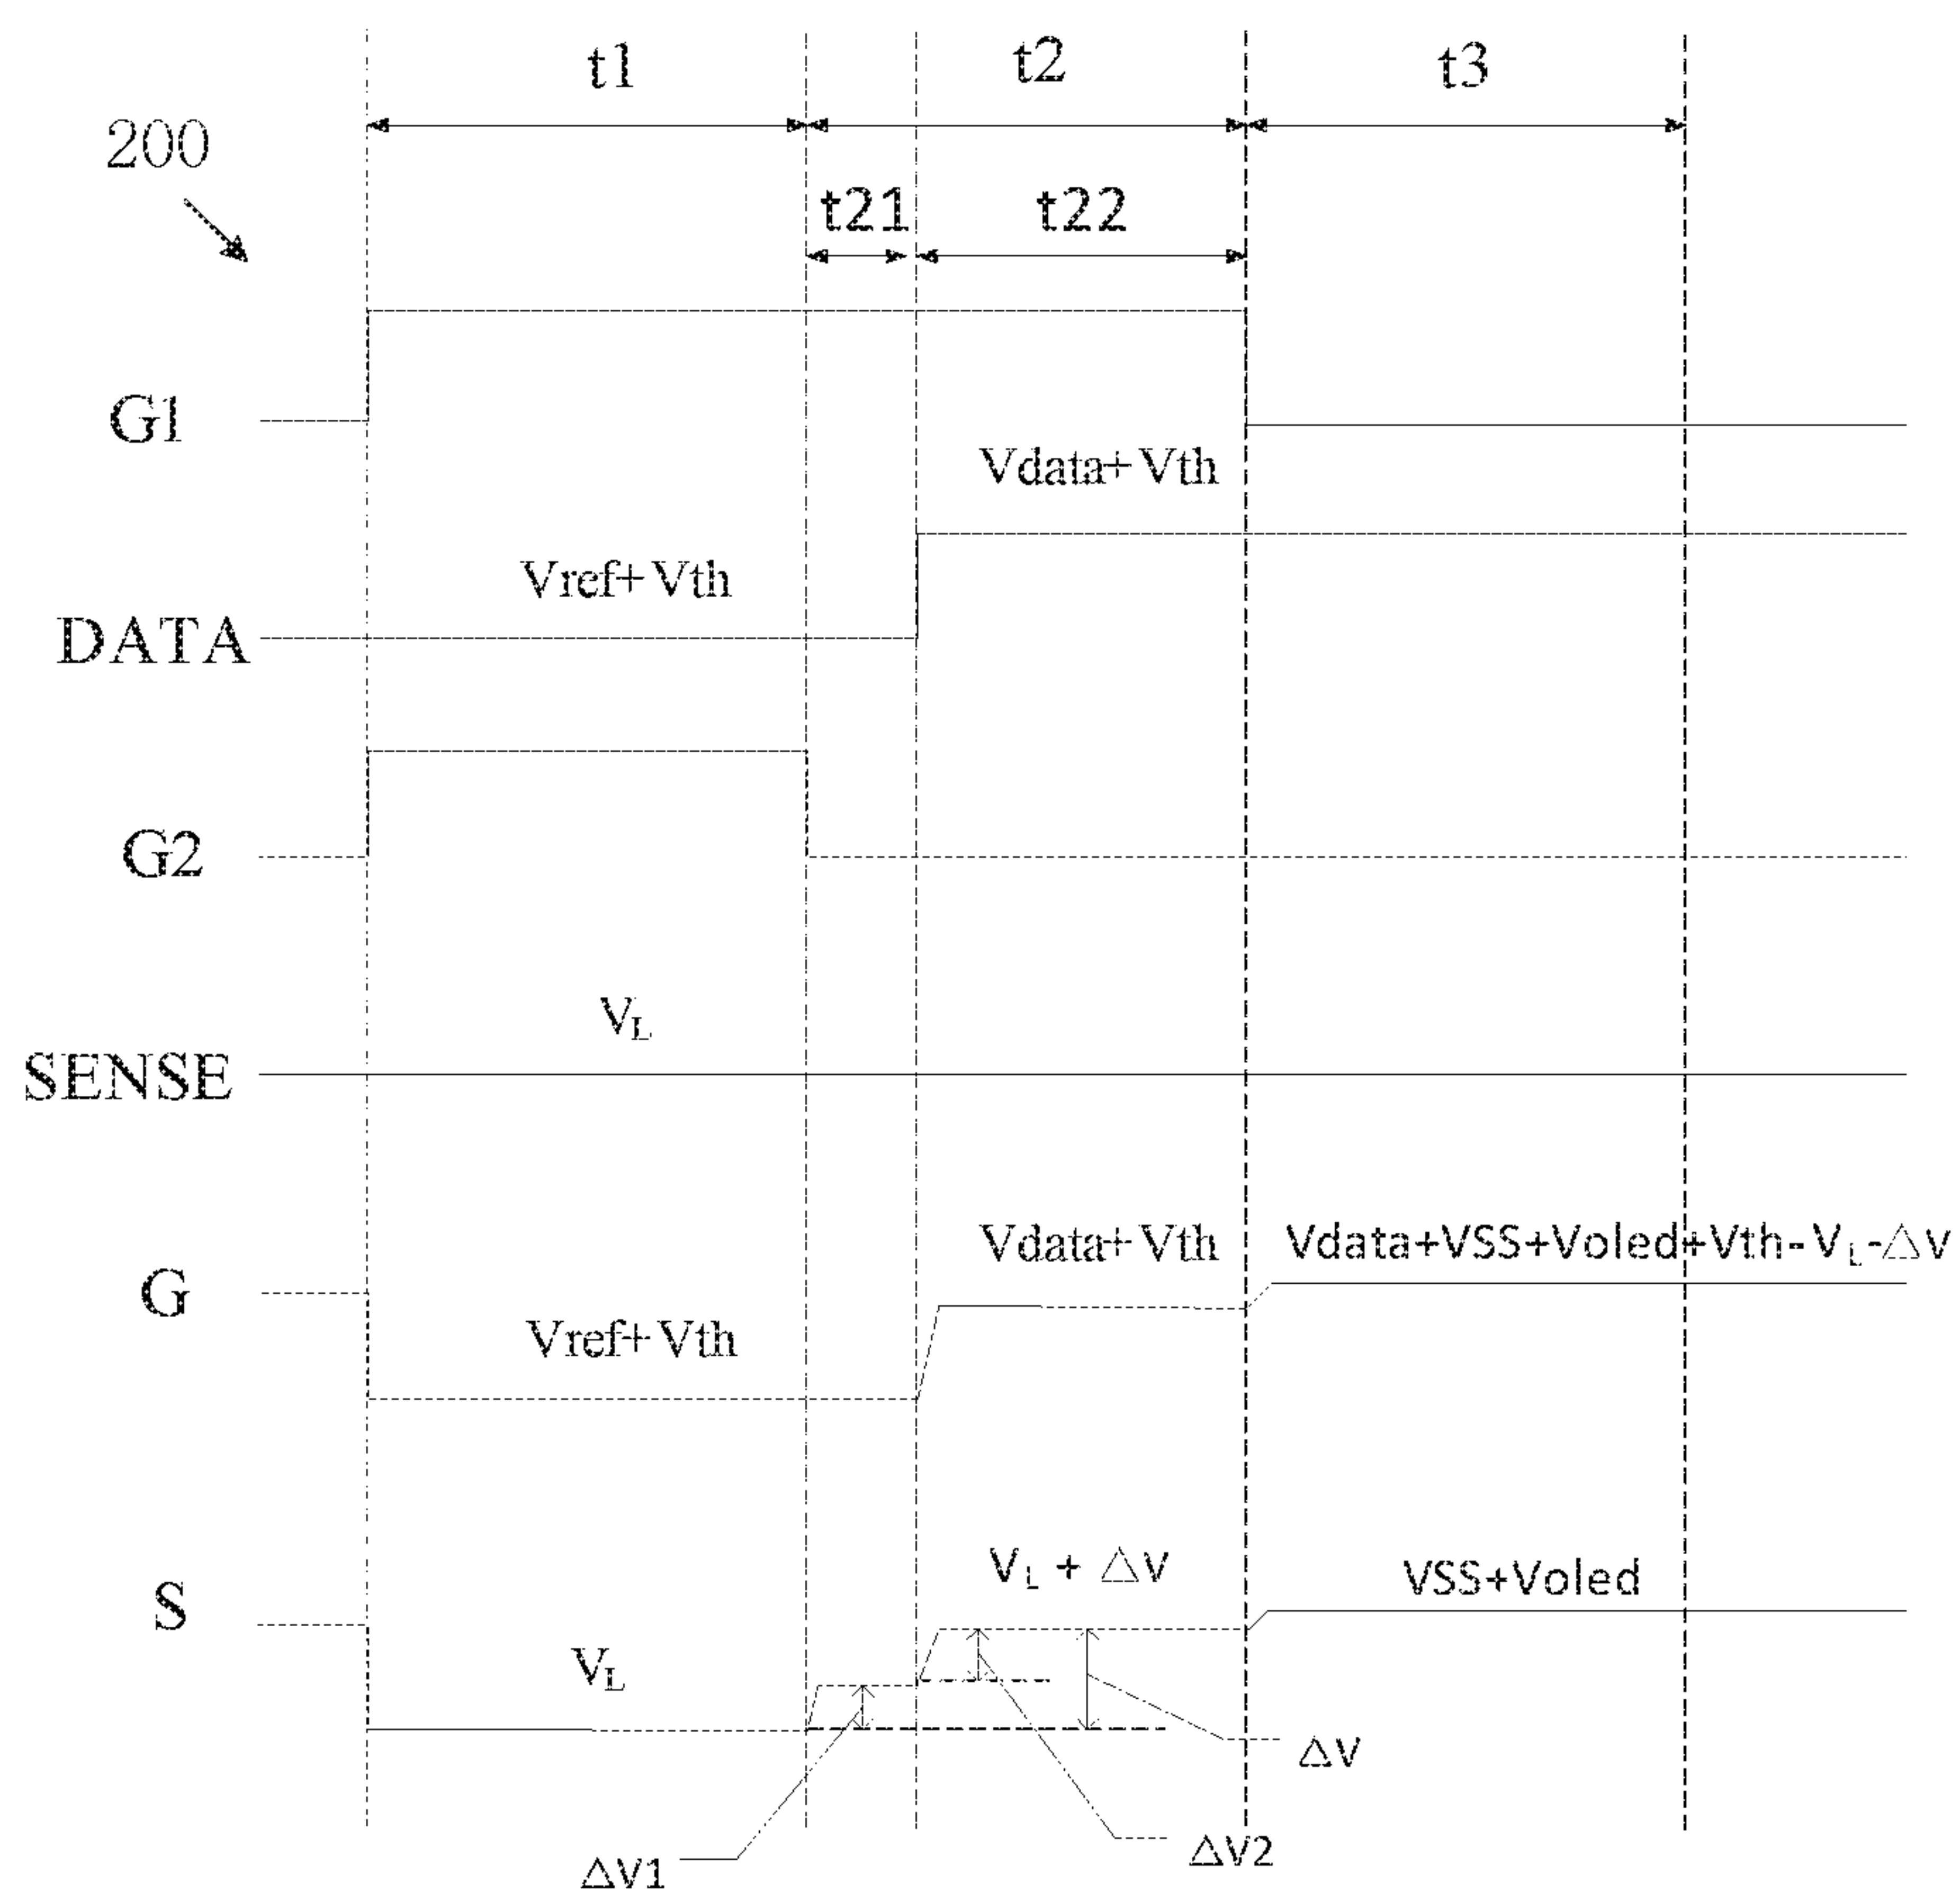 t1 t2 t3
200
t21 t22
G1
Vdata+Vth
Vref+Vth
DATA
G2
VL
SENSE
Vdata+Vth Vdata+VSS+Voled+Vth-VL-△V
G
Vref+Vth
VL + △V
VSS+Voled
S
VL
△V
△V2
△V1